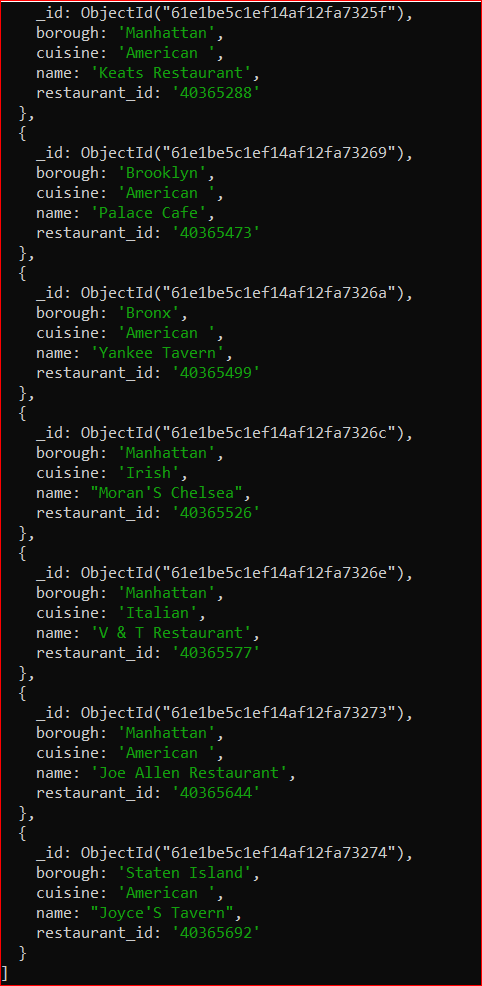 _id: ObjectId("61e1be5c1ef14af12fa7325f"),
    borough: 'Manhattan',
    cuisine: 'American ',
    name: 'Keats Restaurant',
    restaurant_id: '40365288'
  },
  {
    _id: ObjectId("61e1be5c1ef14af12fa73269"),
    borough: 'Brooklyn',
    cuisine: 'American ',
    name: 'Palace Cafe',
    restaurant_id: '40365473'
  },
  {
    _id: ObjectId("61e1be5c1ef14af12fa7326a"),
    borough: 'Bronx',
    cuisine: 'American ',
    name: 'Yankee Tavern',
    restaurant_id: '40365499'
  },
  {
    _id: ObjectId("61e1be5c1ef14af12fa7326c"),
    borough: 'Manhattan',
    cuisine: 'Irish',
    name: "Moran'S Chelsea",
    restaurant_id: '40365526'
  },
  {
    _id: ObjectId("61e1be5c1ef14af12fa7326e"),
    borough: 'Manhattan',
    cuisine: 'Italian',
    name: 'V & T Restaurant',
    restaurant_id: '40365577'
  },
  {
    _id: ObjectId("61e1be5c1ef14af12fa73273"),
    borough: 'Manhattan',
    cuisine: 'American ',
    name: 'Joe Allen Restaurant',
    restaurant_id: '40365644'
  },
  {
    _id: ObjectId("61e1be5c1ef14af12fa73274"),
    borough: 'Staten Island',
    cuisine: 'American ',
    name: "Joyce'S Tavern",
    restaurant_id: '40365692'
  }
]